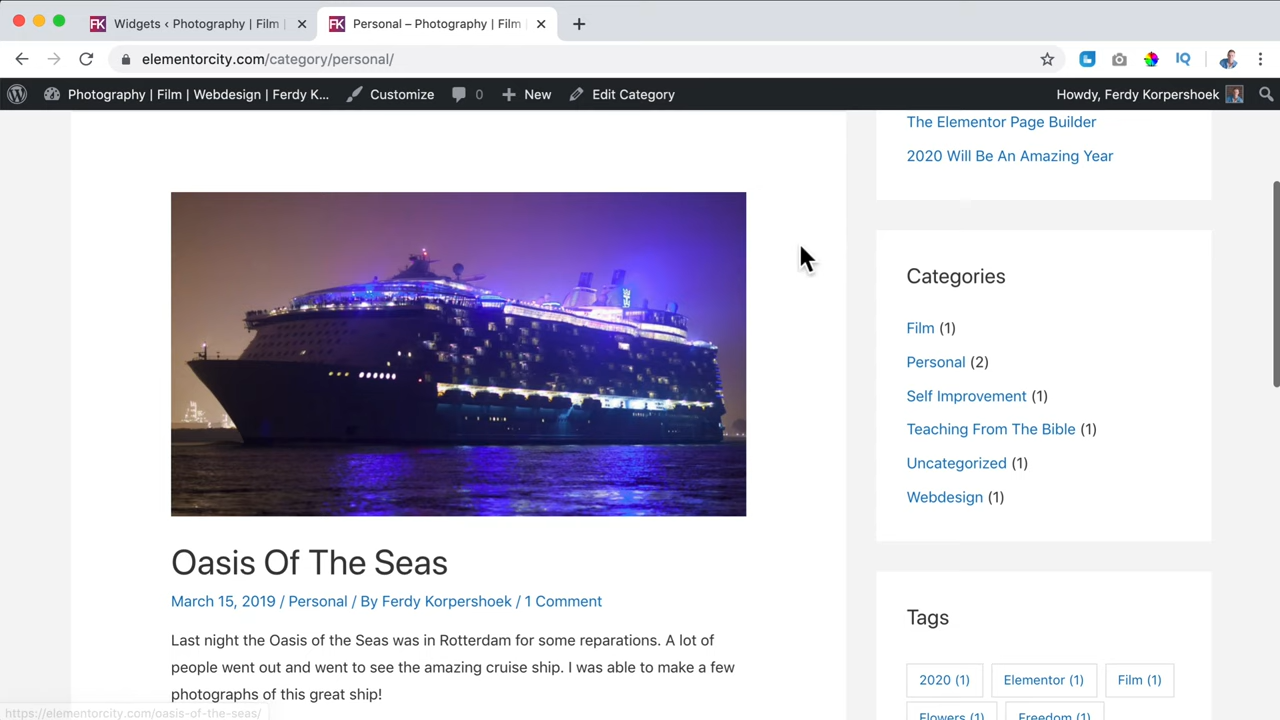 FK Widgets ‹ Photography | Film |
FK Personal – Photography | Film
elementorcity.com/category/personal/
IQ
Photography | Film | Webdesign | Ferdy K...
Customize
0
New
Edit Category
Howdy, Ferdy Korpershoek
The Elementor Page Builder
2020 Will Be An Amazing Year
Oasis Of The Seas
March 15, 2019 / Personal / By Ferdy Korpershoek / 1 Comment
Last night the Oasis of the Seas was in Rotterdam for some reparations. A lot of
people went out and went to see the amazing cruise ship. I was able to make a few
photographs of this great ship!
Categories
Film (1)
Personal (2)
Self Improvement (1)
Teaching From The Bible (1)
Uncategorized (1)
Webdesign (1)
Tags
2020 (1)
Elementor (1)
Film (1)
Flowers (1)
Freedom (1)
https://elementorcity.com/oasis-of-the-seas/